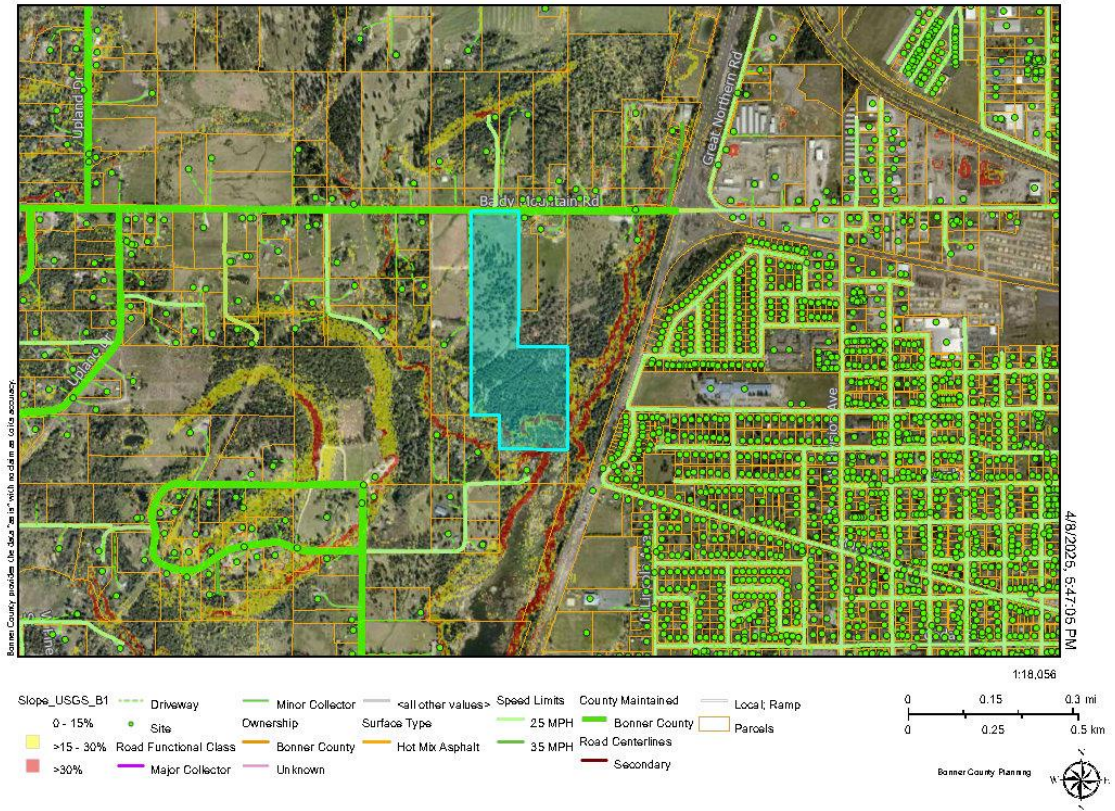 Upland Dr
Great Northern Rd
Baldy Mountain Rd
Upland Dr
Bonner County provides this data "as is" with no claim as to its accuracy.
4/8/2025, 5:47:05 PM
1:18,056
Slope_USGS_B1
0 - 15%
>15 - 30%
>30%
Driveway
Site
Road Functional Class
Major Collector
Minor Collector
Ownership
Bonner County
Unknown
<all other values>
Surface Type
Hot Mix Asphalt
Speed Limits
25 MPH
35 MPH
County Maintained
Bonner County
Road Centerlines
Secondary
Local; Ramp
Parcels
0 0.15 0.3 mi
0 0.25 0.5 km
Bonner County Planning
N
W
E